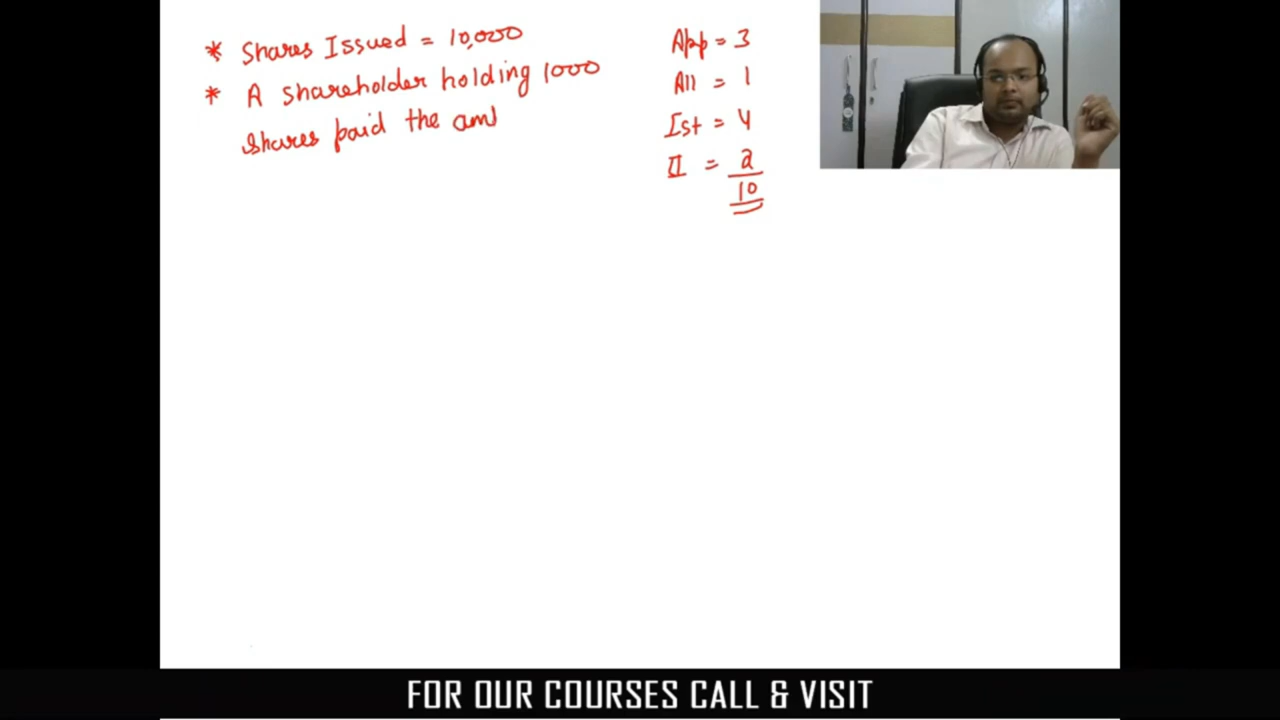 * Shares Issued = 10,000
* A shareholder holding 1000
shares paid the amt
App = 3
All = 1
Ist = 4
II = 2
10
FOR OUR COURSES CALL & VISIT